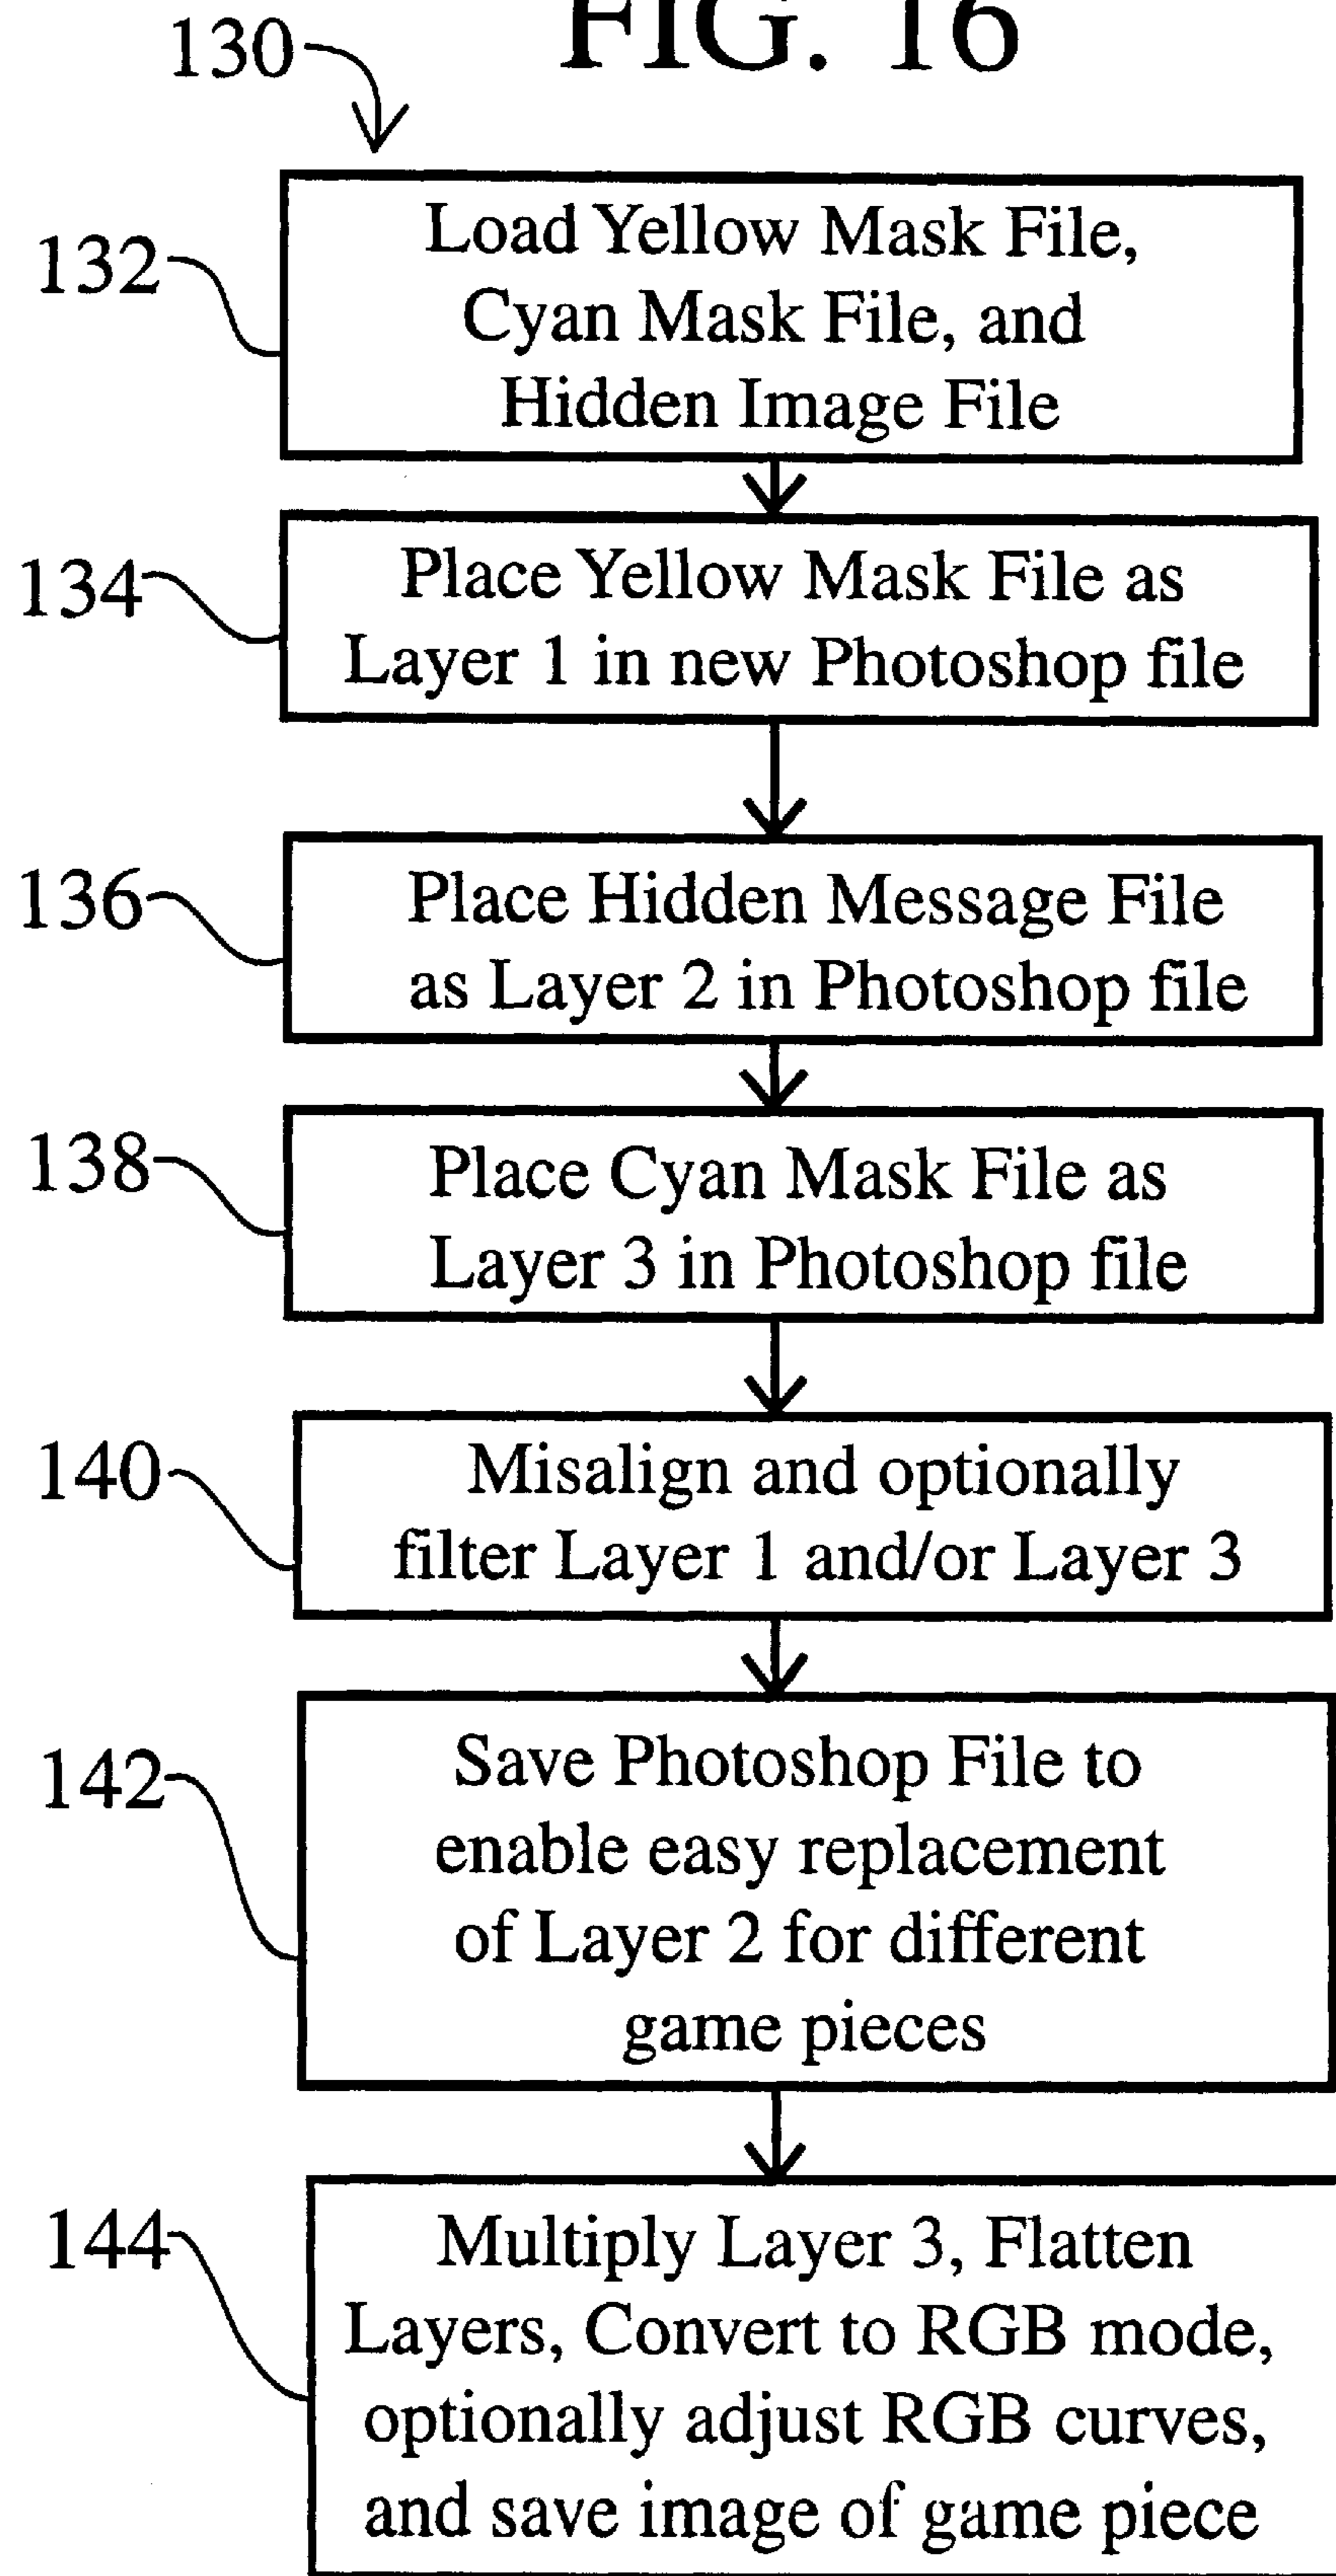 FIG. 16
130
132
Load Yellow Mask File,
Cyan Mask File, and
Hidden Image File
134
Place Yellow Mask File as
Layer 1 in new Photoshop file
136
Place Hidden Message File
as Layer 2 in Photoshop file
138
Place Cyan Mask File as
Layer 3 in Photoshop file
140
Misalign and optionally
filter Layer 1 and/or Layer 3
142
Save Photoshop File to
enable easy replacement
of Layer 2 for different
game pieces
144
Multiply Layer 3, Flatten
Layers, Convert to RGB mode,
optionally adjust RGB curves,
and save image of game piece